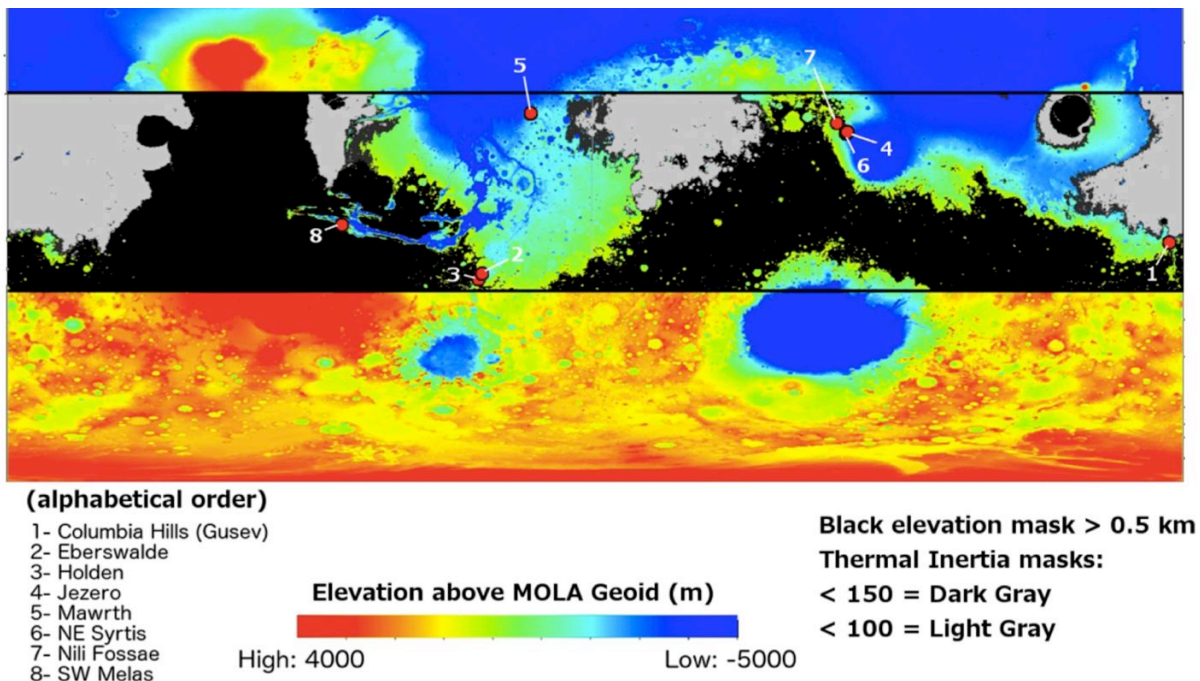 5
7
4
6
8
2
3
1
(alphabetical order)
1- Columbia Hills (Gusev)
2- Eberswalde
3- Holden
4- Jezero
5- Mawrth
6- NE Syrtis
7- Nili Fossae
8- SW Melas
Elevation above MOLA Geoid (m)
High: 4000
Low: -5000
Black elevation mask > 0.5 km
Thermal Inertia masks:
< 150 = Dark Gray
< 100 = Light Gray